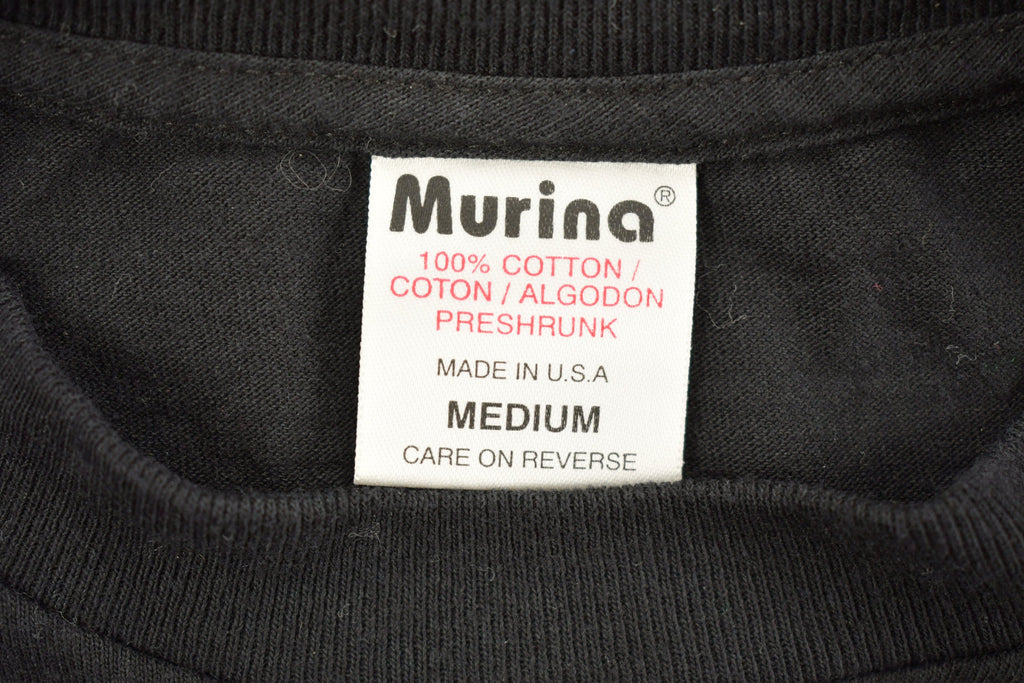 Murina®
100% COTTON /
COTON / ALGODON
PRESHRUNK
MADE IN U.S.A
MEDIUM
CARE ON REVERSE